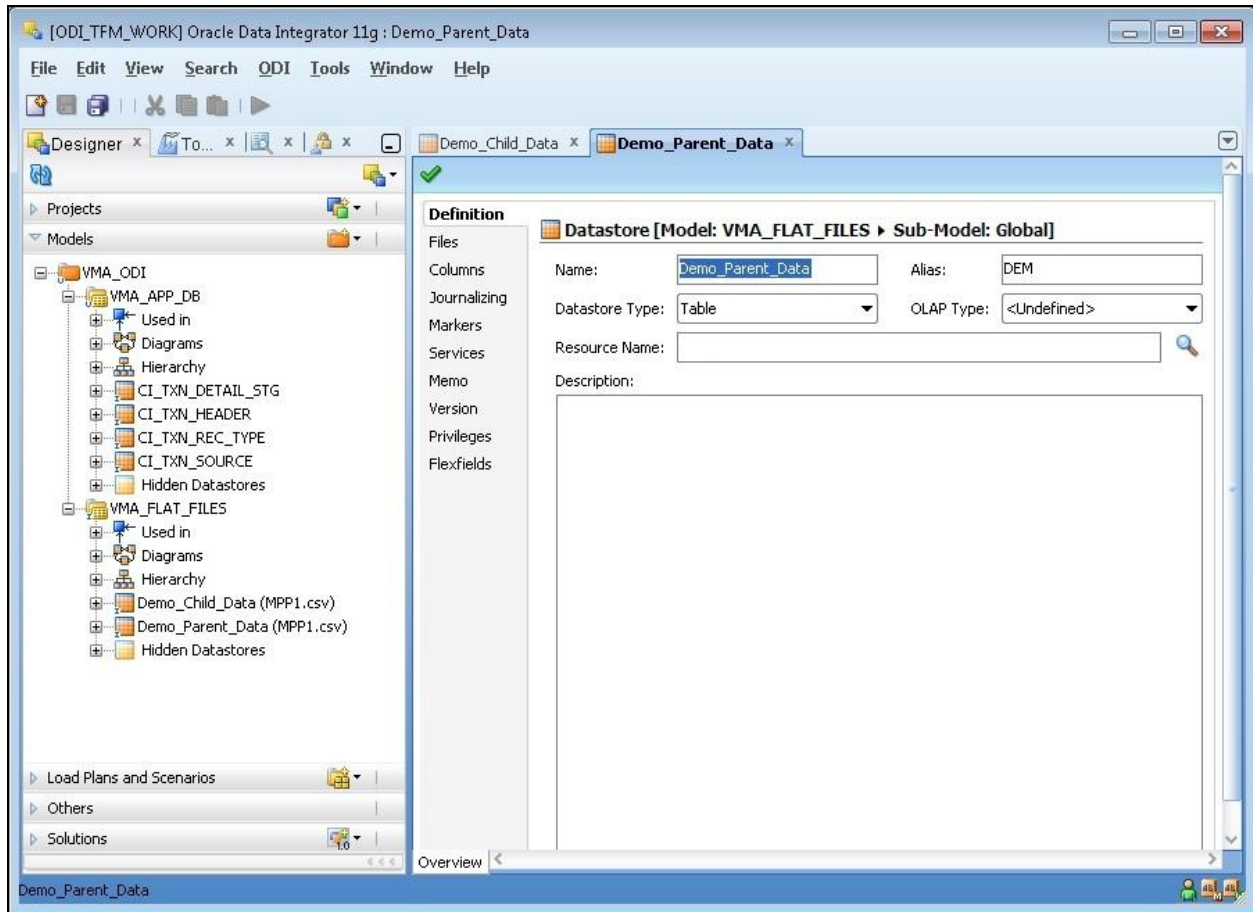 [ODI_TFM_WORK] Oracle Data Integrator 11g : Demo_Parent_Data
File Edit View Search ODI Tools Window Help
Designer x To... x x x
Demo_Child_Data x Demo_Parent_Data x
Projects
Models
VMA_ODI
VMA_APP_DB
Used in
Diagrams
Hierarchy
CI_TXN_DETAIL_STG
CI_TXN_HEADER
CI_TXN_REC_TYPE
CI_TXN_SOURCE
Hidden Datastores
VMA_FLAT_FILES
Used in
Diagrams
Hierarchy
Demo_Child_Data (MPP1.csv)
Demo_Parent_Data (MPP1.csv)
Hidden Datastores
Load Plans and Scenarios
Others
Solutions
1.0
Definition
Files
Columns
Journalizing
Markers
Services
Memo
Version
Privileges
Flexfields
Datastore [Model: VMA_FLAT_FILES ▸ Sub-Model: Global]
Name: Demo_Parent_Data Alias: DEM
Datastore Type: Table OLAP Type: <Undefined>
Resource Name:
Description:
Overview
Demo_Parent_Data